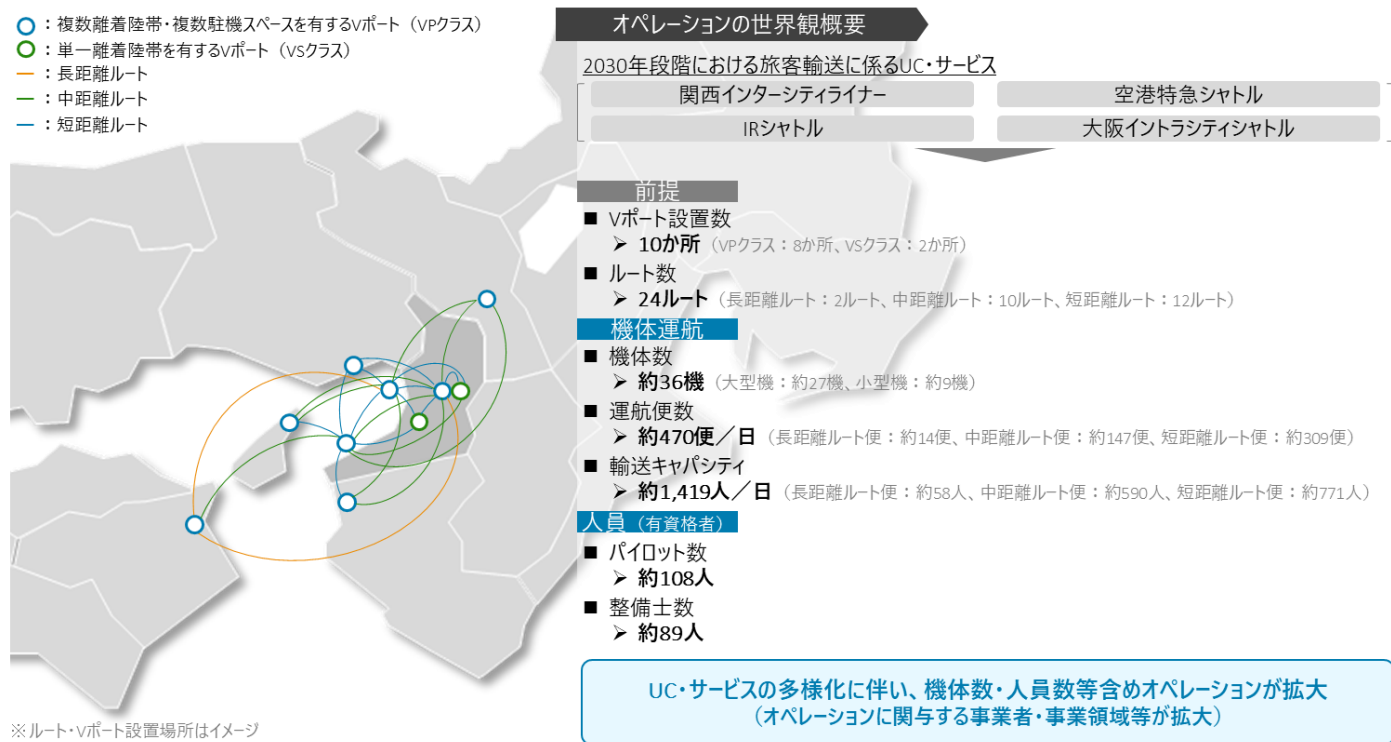 ：複数離着陸帯・複数駐機スペースを有するVポート（VPクラス）
：単一離着陸帯を有するVポート（VSクラス）
：長距離ルート
：中距離ルート
：短距離ルート
オペレーションの世界観概要
2030年段階における旅客輸送に係るUC・サービス
関西インターシティライナー
空港特急シャトル
IRシャトル
大阪イントラシティシャトル
前提
■ Vポート設置数
➢ 10か所（VPクラス：8か所、VSクラス：2か所）
■ ルート数
➢ 24ルート（長距離ルート：2ルート、中距離ルート：10ルート、短距離ルート：12ルート）
機体運航
■ 機体数
➢ 約36機（大型機：約27機、小型機：約9機）
■ 運航便数
➢ 約470便／日（長距離ルート便：約14便、中距離ルート便：約147便、短距離ルート便：約309便）
■ 輸送キャパシティ
➢ 約1,419人／日（長距離ルート便：約58人、中距離ルート便：約590人、短距離ルート便：約771人）
人員（有資格者）
■ パイロット数
➢ 約108人
■ 整備士数
➢ 約89人
UC・サービスの多様化に伴い、機体数・人員数等含めオペレーションが拡大
（オペレーションに関与する事業者・事業領域等が拡大）
※ルート・Vポート設置場所はイメージ